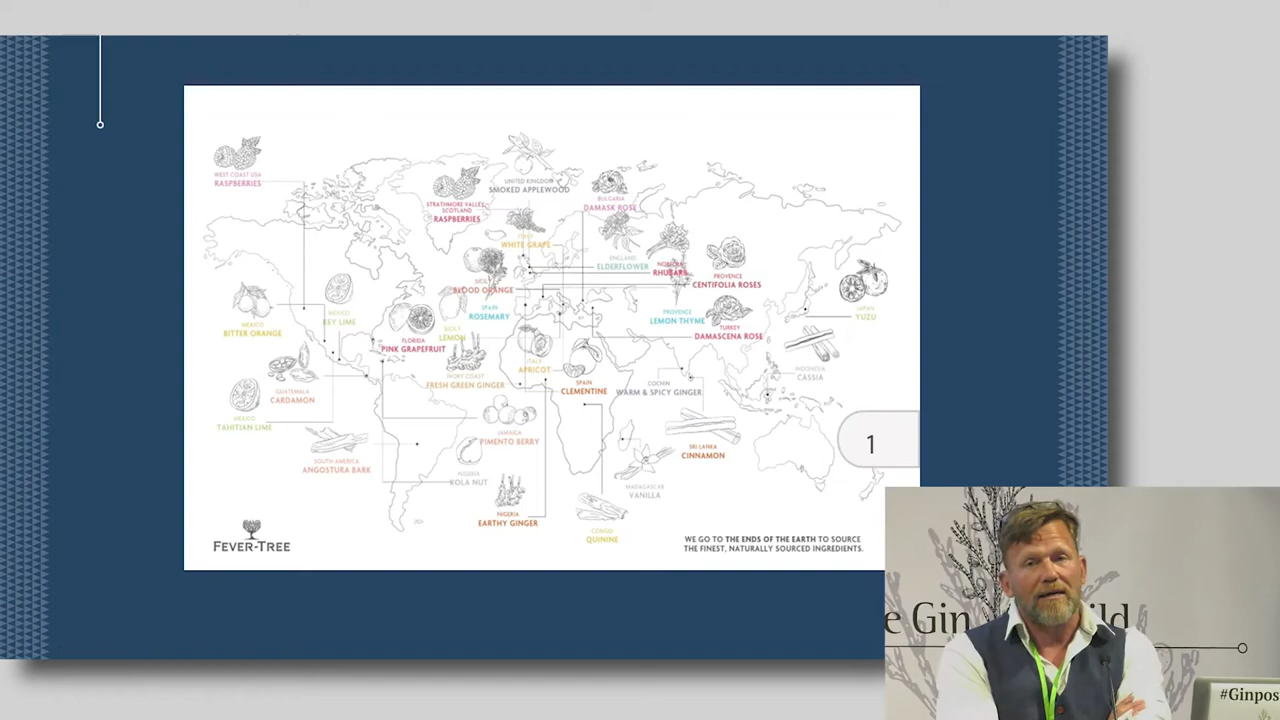 WEST COAST USA
RASPBERRIES
STRATHMORE VALLEY,
SCOTLAND
RASPBERRIES
UNITED KINGDOM
SMOKED APPLEWOOD
BULGARIA
DAMASK ROSE
ITALY
WHITE GRAPE
ENGLAND
ELDERFLOWER
RHUBARB
PROVENCE
CENTIFOLIA ROSES
SICILY
BLOOD ORANGE
SPAIN
ROSEMARY
PROVENCE
LEMON THYME
TURKEY
DAMASCENA ROSE
JAPAN
YUZU
MEXICO
BITTER ORANGE
MEXICO
KEY LIME
FLORIDA
PINK GRAPEFRUIT
SICILY
LEMON
ITALY
APRICOT
IVORY COAST
FRESH GREEN GINGER
SPAIN
CLEMENTINE
COCHIN
WARM & SPICY GINGER
INDONESIA
CASSIA
GUATEMALA
CARDAMON
MEXICO
TAHITIAN LIME
JAMAICA
PIMENTO BERRY
SRI LANKA
CINNAMON
SOUTH AMERICA
ANGOSTURA BARK
NIGERIA
KOLA NUT
MADAGASCAR
VANILLA
NIGERIA
EARTHY GINGER
CONGO
QUININE
FEVER-TREE
WE GO TO THE ENDS OF THE EARTH TO SOURCE
THE FINEST, NATURALLY SOURCED INGREDIENTS.
1
e Gin ild
#Ginpos